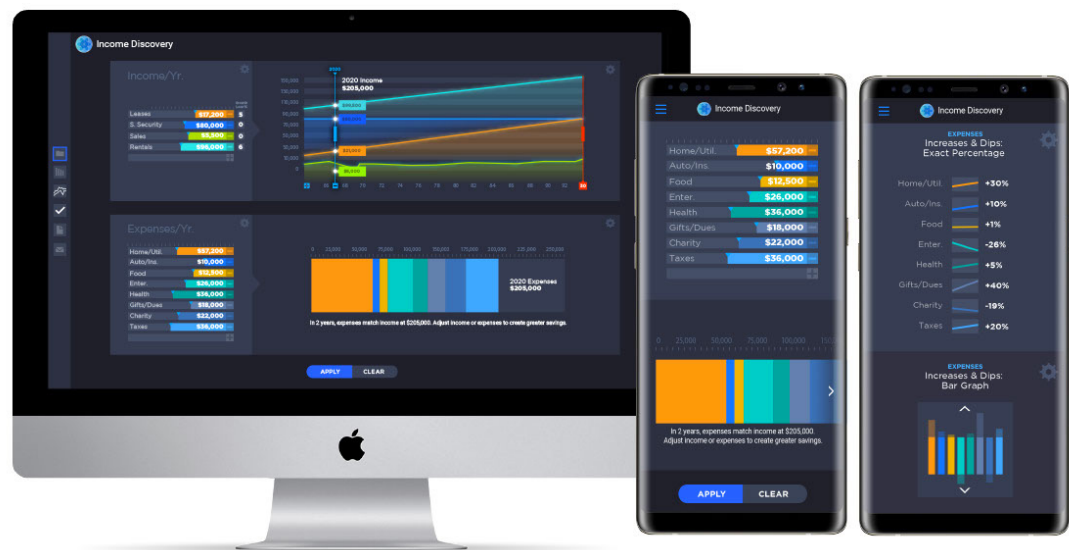 Income Discovery
Income/Yr.
Leases $17,200 5
S. Security $80,000 0
Sales 0
Rentals $96,000 6
2020
2020 Income
$205,000
Expenses/Yr.
Home/Util. $57,200
Auto/Ins. $10,000
Food $12,500
Enter. $26,000
Health $36,000
Gifts/Dues $18,000
Charity $22,000
Taxes $36,000
2020 Expenses
$205,000
In 2 years, expenses match income at $205,000. Adjust income or expenses to create greater savings.
APPLY CLEAR
Income Discovery
Home/Util. $57,200
Auto/Ins. $10,000
Food $12,500
Enter. $26,000
Health $36,000
Gifts/Dues $18,000
Charity $22,000
Taxes $36,000
0 25,000 50,000 75,000 100,000
In 2 years, expenses match income at $205,000.
Adjust income or expenses to create greater savings.
APPLY CLEAR
Income Discovery
EXPENSES
Increases & Dips:
Exact Percentage
Home/Util. +30%
Auto/Ins. +10%
Food +1%
Enter. -26%
Health +5%
Gifts/Dues +40%
Charity -19%
Taxes +20%
EXPENSES
Increases & Dips:
Bar Graph